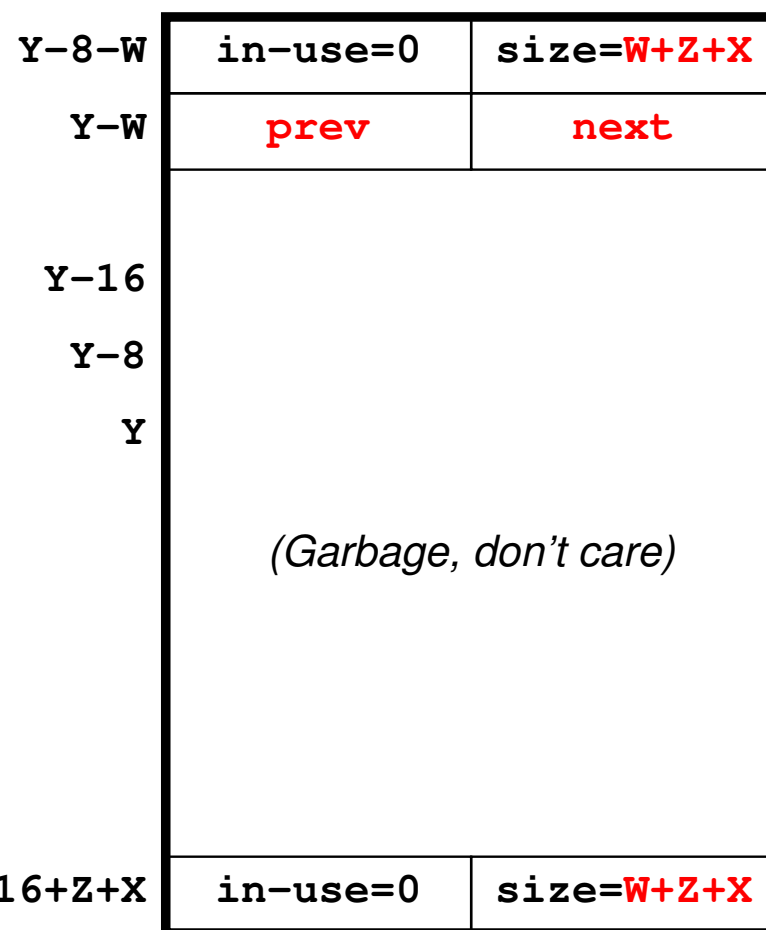 Y-8-W in-use=0 size=W+Z+X
Y-W prev next
Y-16
Y-8
Y
(Garbage, don't care)
16+Z+X in-use=0 size=W+Z+X